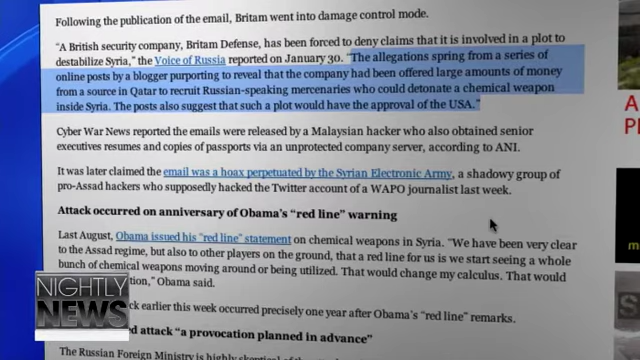 Following the publication of the email, Britam went into damage control mode.
“A British security company, Britam Defense, has been forced to deny claims that it is involved in a plot to
destabilize Syria,” the Voice of Russia reported on January 30. “The allegations spring from a series of
online posts by a blogger purporting to reveal that the company had been offered large amounts of money
from a source in Qatar to recruit Russian-speaking mercenaries who could detonate a chemical weapon
inside Syria. The posts also suggest that such a plot would have the approval of the USA.”
Cyber War News reported the emails were released by a Malaysian hacker who also obtained senior
executives resumes and copies of passports via an unprotected company server, according to ANI.
It was later claimed the email was a hoax perpetuated by the Syrian Electronic Army, a shadowy group of
pro-Assad hackers who supposedly hacked the Twitter account of a WAPO journalist last week.
Attack occurred on anniversary of Obama’s “red line” warning
Last August, Obama issued his “red line” statement on chemical weapons in Syria. “We have been very clear
to the Assad regime, but also to other players on the ground, that a red line for us is we start seeing a whole
bunch of chemical weapons moving around or being utilized. That would change my calculus. That would
tion,” Obama said.
ck earlier this week occurred precisely one year after Obama’s “red line” remarks.
ed attack “a provocation planned in advance”
The Russian Foreign Ministry is highly skeptical of the
NIGHTLY
NEWS
A
P